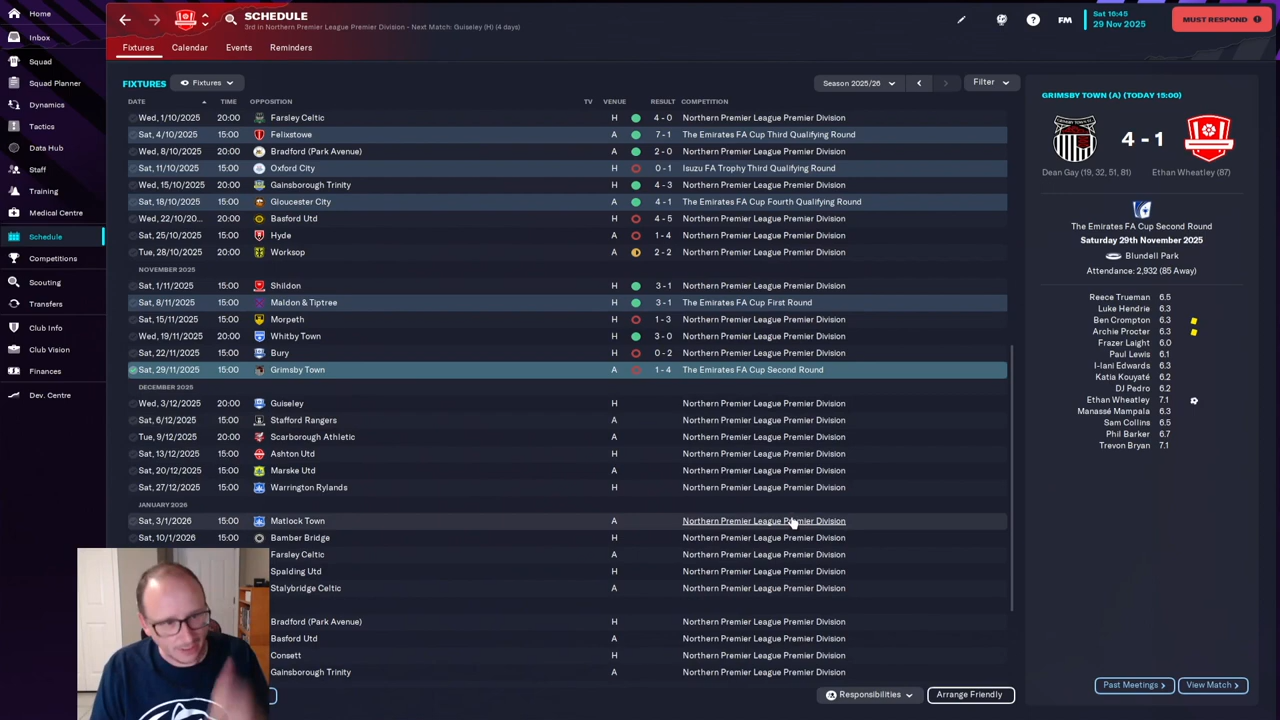 Home
Inbox
Squad
Squad Planner
Dynamics
Tactics
Data Hub
Staff
Training
Medical Centre
Schedule
Competitions
Scouting
Transfers
Club Info
Club Vision
Finances
Dev. Centre
SCHEDULE
3rd in Northern Premier League Premier Division - Next Match: Guiseley (H) (4 days)
FM
Sat 16:45
29 Nov 2025
MUST RESPOND
Fixtures Calendar Events Reminders
FIXTURES Fixtures Season 2025/26 Filter
DATE TIME OPPOSITION TV VENUE RESULT COMPETITION
Wed, 1/10/2025 20:00 Farsley Celtic H 4 - 0 Northern Premier League Premier Division
Sat, 4/10/2025 15:00 Felixstowe A 7 - 1 The Emirates FA Cup Third Qualifying Round
Wed, 8/10/2025 20:00 Bradford (Park Avenue) A 2 - 0 Northern Premier League Premier Division
Sat, 11/10/2025 15:00 Oxford City H 0 - 1 Isuzu FA Trophy Third Qualifying Round
Wed, 15/10/2025 20:00 Gainsborough Trinity H 4 - 3 Northern Premier League Premier Division
Sat, 18/10/2025 15:00 Gloucester City A 4 - 1 The Emirates FA Cup Fourth Qualifying Round
Wed, 22/10/20... 20:00 Basford Utd H 4 - 5 Northern Premier League Premier Division
Sat, 25/10/2025 15:00 Hyde A 1 - 4 Northern Premier League Premier Division
Tue, 28/10/2025 20:00 Worksop A 2 - 2 Northern Premier League Premier Division
NOVEMBER 2025
Sat, 1/11/2025 15:00 Shildon H 3 - 1 Northern Premier League Premier Division
Sat, 8/11/2025 15:00 Maldon & Tiptree H 3 - 1 The Emirates FA Cup First Round
Sat, 15/11/2025 15:00 Morpeth A 1 - 3 Northern Premier League Premier Division
Wed, 19/11/2025 20:00 Whitby Town H 3 - 0 Northern Premier League Premier Division
Sat, 22/11/2025 15:00 Bury A 0 - 2 Northern Premier League Premier Division
Sat, 29/11/2025 15:00 Grimsby Town A 1 - 4 The Emirates FA Cup Second Round
DECEMBER 2025
Wed, 3/12/2025 20:00 Guiseley H Northern Premier League Premier Division
Sat, 6/12/2025 15:00 Stafford Rangers A Northern Premier League Premier Division
Tue, 9/12/2025 20:00 Scarborough Athletic A Northern Premier League Premier Division
Sat, 13/12/2025 15:00 Ashton Utd H Northern Premier League Premier Division
Sat, 20/12/2025 15:00 Marske Utd A Northern Premier League Premier Division
Sat, 27/12/2025 15:00 Warrington Rylands H Northern Premier League Premier Division
JANUARY 2026
Sat, 3/1/2026 15:00 Matlock Town A Northern Premier League Premier Division
Sat, 10/1/2026 15:00 Bamber Bridge H Northern Premier League Premier Division
Farsley Celtic A Northern Premier League Premier Division
Spalding Utd H Northern Premier League Premier Division
Stalybridge Celtic A Northern Premier League Premier Division
Bradford (Park Avenue) H Northern Premier League Premier Division
Basford Utd A Northern Premier League Premier Division
Consett H Northern Premier League Premier Division
Gainsborough Trinity A Northern Premier League Premier Division
Responsibilities Arrange Friendly
GRIMSBY TOWN (A) (TODAY 15:00)
4 - 1
Dean Gay (19, 32, 51, 81) Ethan Wheatley (87)
The Emirates FA Cup Second Round
Saturday 29th November 2025
Blundell Park
Attendance: 2,932 (85 Away)
Reece Trueman 6.5
Luke Hendrie 6.3
Ben Crompton 6.3
Archie Procter 6.3
Frazer Laight 6.0
Paul Lewis 6.1
I-lani Edwards 6.3
Katia Kouyaté 6.2
DJ Pedro 6.2
Ethan Wheatley 7.1
Manassé Mampala 6.3
Sam Collins 6.5
Phil Barker 6.7
Trevon Bryan 7.1
Past Meetings > View Match >